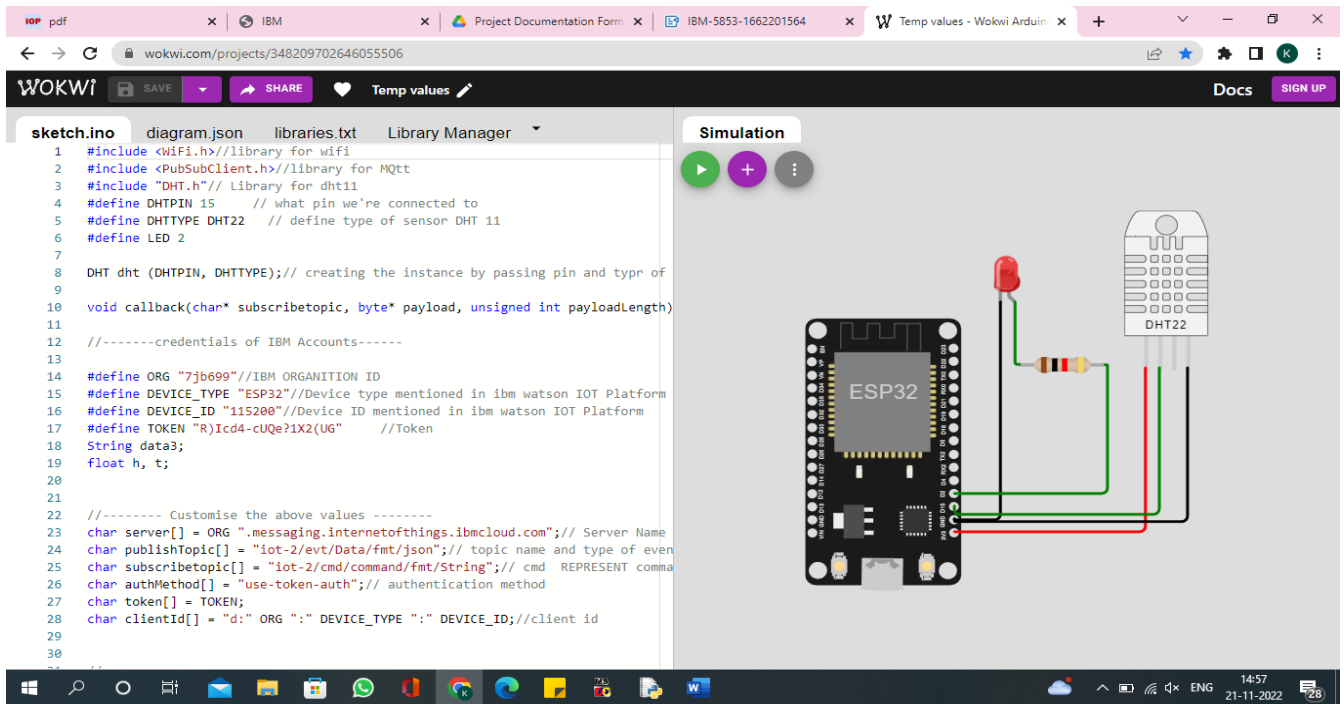 IOP pdf
IBM
Project Documentation Form
IBM-5853-1662201564
Temp values - Wokwi Arduin
wokwi.com/projects/348209702646055506
K
WOKWI
SAVE
SHARE
Temp values
Docs
SIGN UP
sketch.ino
diagram.json
libraries.txt
Library Manager
Simulation
1 #include <WiFi.h>//library for wifi
2 #include <PubSubClient.h>//library for MQtt
3 #include "DHT.h"// Library for dht11
4 #define DHTPIN 15 // what pin we're connected to
5 #define DHTTYPE DHT22 // define type of sensor DHT 11
6 #define LED 2
7
8 DHT dht (DHTPIN, DHTTYPE);// creating the instance by passing pin and typr of
9
10 void callback(char* subscribetopic, byte* payload, unsigned int payloadLength)
11
12 //-------credentials of IBM Accounts------
13
14 #define ORG "7jb699"//IBM ORGANITION ID
15 #define DEVICE_TYPE "ESP32"//Device type mentioned in ibm watson IOT Platform
16 #define DEVICE_ID "115200"//Device ID mentioned in ibm watson IOT Platform
17 #define TOKEN "R)Icd4-cUQe?1X2(UG" //Token
18 String data3;
19 float h, t;
20
21
22 //-------- Customise the above values --------
23 char server[] = ORG ".messaging.internetofthings.ibmcloud.com";// Server Name
24 char publishTopic[] = "iot-2/evt/Data/fmt/json";// topic name and type of even
25 char subscribetopic[] = "iot-2/cmd/command/fmt/String";// cmd REPRESENT comma
26 char authMethod[] = "use-token-auth";// authentication method
27 char token[] = TOKEN;
28 char clientId[] = "d:" ORG ":" DEVICE_TYPE ":" DEVICE_ID;//client id
29
30
ESP32
DHT22
ENG
14:57
21-11-2022
28